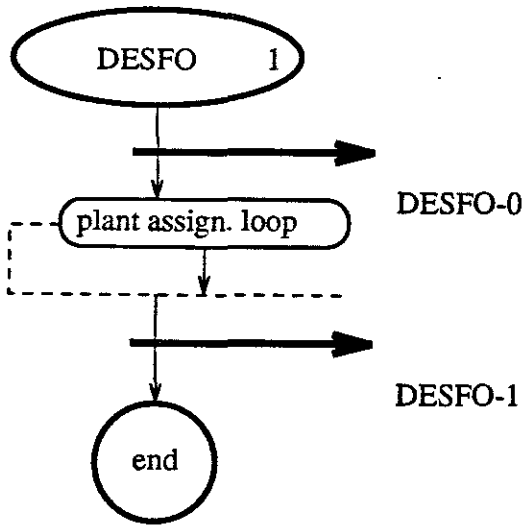 DESFO 1
DESFO-0
plant assign. loop
DESFO-1
end